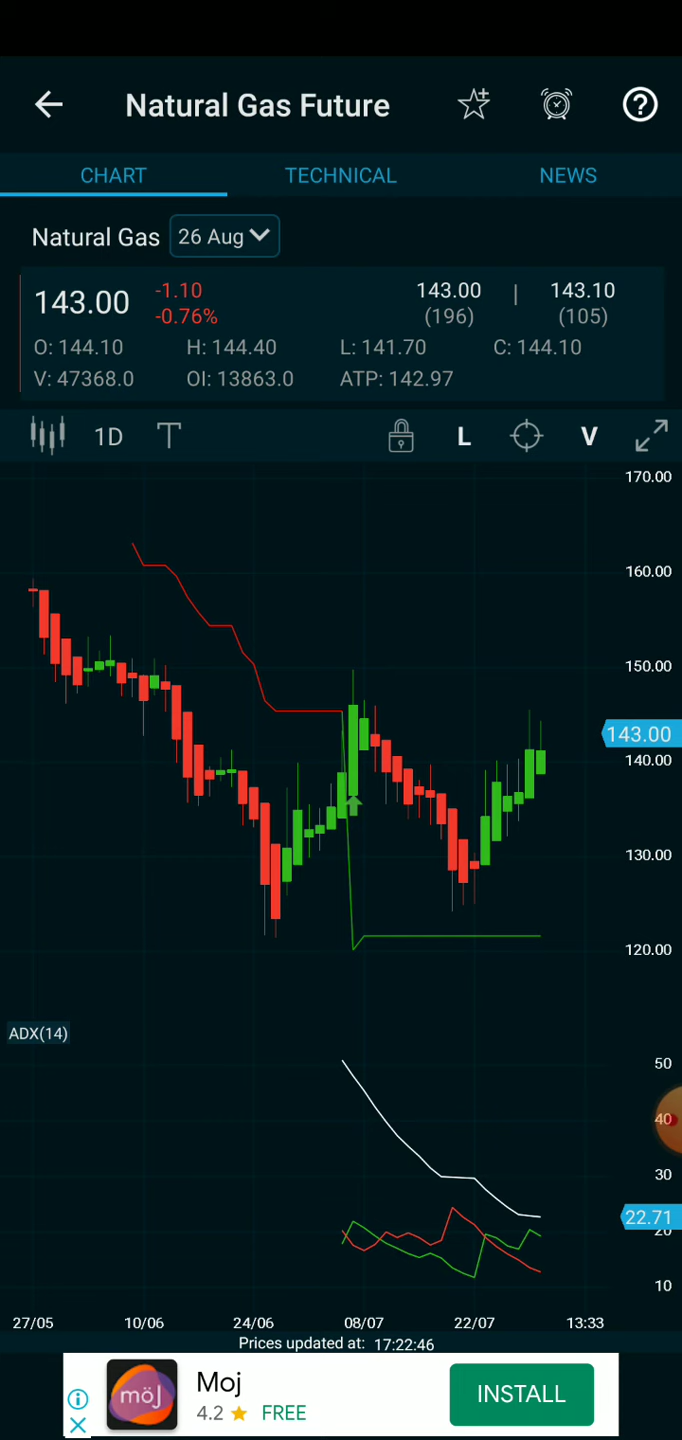 Natural Gas Future
CHART TECHNICAL NEWS
Natural Gas 26 Aug
143.00 -1.10 143.00 | 143.10
-0.76% (196) (105)
O: 144.10 H: 144.40 L: 141.70 C: 144.10
V: 47368.0 OI: 13863.0 ATP: 142.97
1D T L V
170.00
160.00
150.00
143.00
140.00
130.00
120.00
ADX(14)
50
40
30
22.71
20
10
27/05 10/06 24/06 08/07 22/07 13:33
Prices updated at: 17:22:46
möj
Moj
4.2 FREE
INSTALL